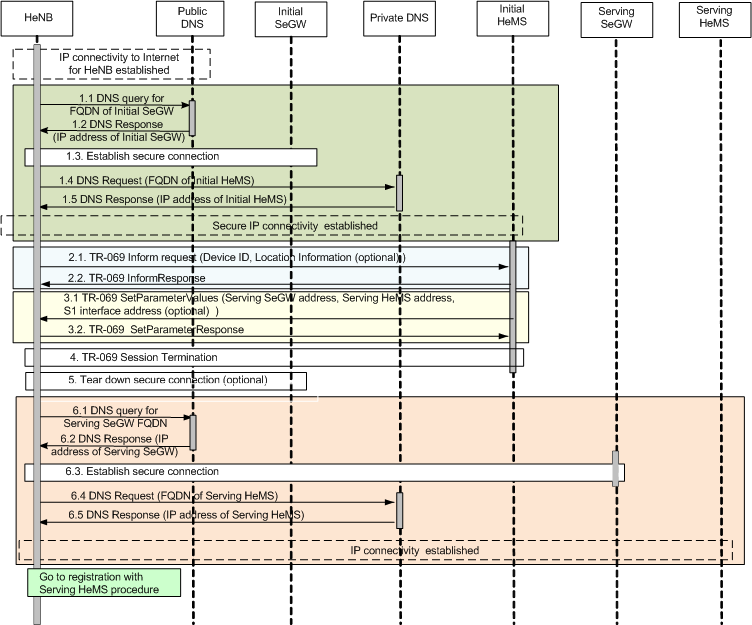 HeNB
Public
DNS
Initial
SeGW
Private DNS
Initial
HeMS
Serving
SeGW
Serving
HeMS
IP connectivity to Internet
for HeNB established
1.1 DNS query for
FQDN of Initial SeGW
1.2 DNS Response
(IP address of Initial SeGW)
1.3. Establish secure connection
1.4 DNS Request (FQDN of Initial HeMS)
1.5 DNS Response (IP address of Initial HeMS)
Secure IP connectivity established
2.1. TR-069 Inform request (Device ID, Location Information (optional) )
2.2. TR-069 InformResponse
3.1 TR-069 SetParameterValues (Serving SeGW address, Serving HeMS address,
S1 interface address (optional) )
3.2. TR-069 SetParameterResponse
4. TR-069 Session Termination
5. Tear down secure connection (optional)
6.1 DNS query for
Serving SeGW FQDN
6.2 DNS Response (IP
address of Serving SeGW)
6.3. Establish secure connection
6.4 DNS Request (FQDN of Serving HeMS)
6.5 DNS Response (IP address of Serving HeMS)
IP connectivity established
Go to registration with
Serving HeMS procedure